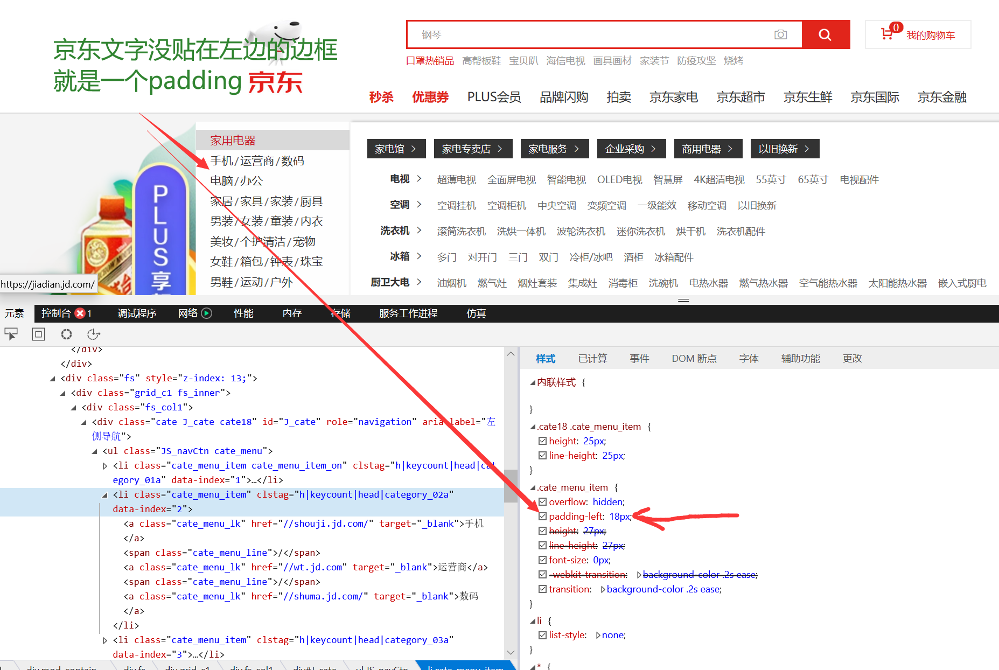 京东文字没贴在左边的边框
就是一个padding
京东
钢琴
0
我的购物车
口罩热销品 高帮板鞋 宝贝趴 海信电视 画具画材 家装节 防疫攻坚 烧烤
秒杀 优惠券 PLUS会员 品牌闪购 拍卖 京东家电 京东超市 京东生鲜 京东国际 京东金融
PLUS享
家用电器
手机/运营商/数码
电脑/办公
家居/家具/家装/厨具
男装/女装/童装/内衣
美妆/个护清洁/宠物
女鞋/箱包/钟表/珠宝
男鞋/运动/户外
家电馆 家电专卖店 家电服务 企业采购 商用电器 以旧换新
电视 超薄电视 全面屏电视 智能电视 OLED电视 智慧屏 4K超清电视 55英寸 65英寸 电视配件
空调 空调挂机 空调柜机 中央空调 变频空调 一级能效 移动空调 以旧换新
洗衣机 滚筒洗衣机 洗烘一体机 波轮洗衣机 迷你洗衣机 烘干机 洗衣机配件
冰箱 多门 对开门 三门 双门 冷柜/冰吧 酒柜 冰箱配件
厨卫大电 油烟机 燃气灶 烟灶套装 集成灶 消毒柜 洗碗机 电热水器 燃气热水器 空气能热水器 太阳能热水器 嵌入式厨电
https://jiadian.jd.com/
元素 控制台 1 调试程序 网络 性能 内存 存储 服务工作进程 仿真
</div>
</div>
<div class="fs" style="z-index: 13;">
<div class="grid_c1 fs_inner">
<div class="fs_col1">
<div class="cate J_cate cate18" id="J_cate" role="navigation" aria-label="左
侧导航">
<ul class="JS_navCtn cate_menu">
<li class="cate_menu_item cate_menu_item_on" clstag="h|keycount|head|cat
egory_01a" data-index="1">…</li>
<li class="cate_menu_item" clstag="h|keycount|head|category_02a"
data-index="2">
<a class="cate_menu_lk" href="//shouji.jd.com/" target="_blank">手机
</a>
<span class="cate_menu_line">/</span>
<a class="cate_menu_lk" href="//wt.jd.com" target="_blank">运营商</a>
<span class="cate_menu_line">/</span>
<a class="cate_menu_lk" href="//shuma.jd.com/" target="_blank">数码
</a>
</li>
<li class="cate_menu_item" clstag="h|keycount|head|category_03a"
data-index="3">…</li>
div.mod_contain div.fs div.grid_c1 div.fs_col1 div#J_cate ul.JS_navCtn li.cate_menu_item
样式 已计算 事件 DOM 断点 字体 辅助功能 更改
内联样式 {
}
.cate18 .cate_menu_item {
height: 25px;
line-height: 25px;
}
.cate_menu_item {
overflow: hidden;
padding-left: 18px;
height: 27px;
line-height: 27px;
font-size: 0px;
-webkit-transition: background-color .2s ease;
transition: background-color .2s ease;
}
li {
list-style: none;
}
* {